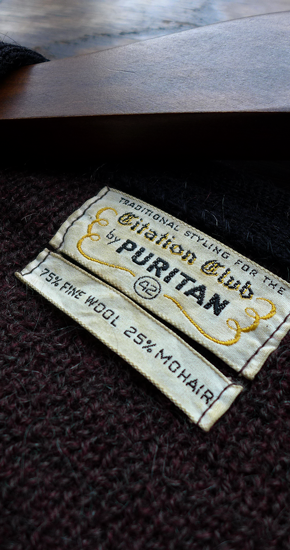 TRADITIONAL STYLING FOR THE
Citation Club
by PURITAN
42
75% FINE WOOL 25% MOHAIR